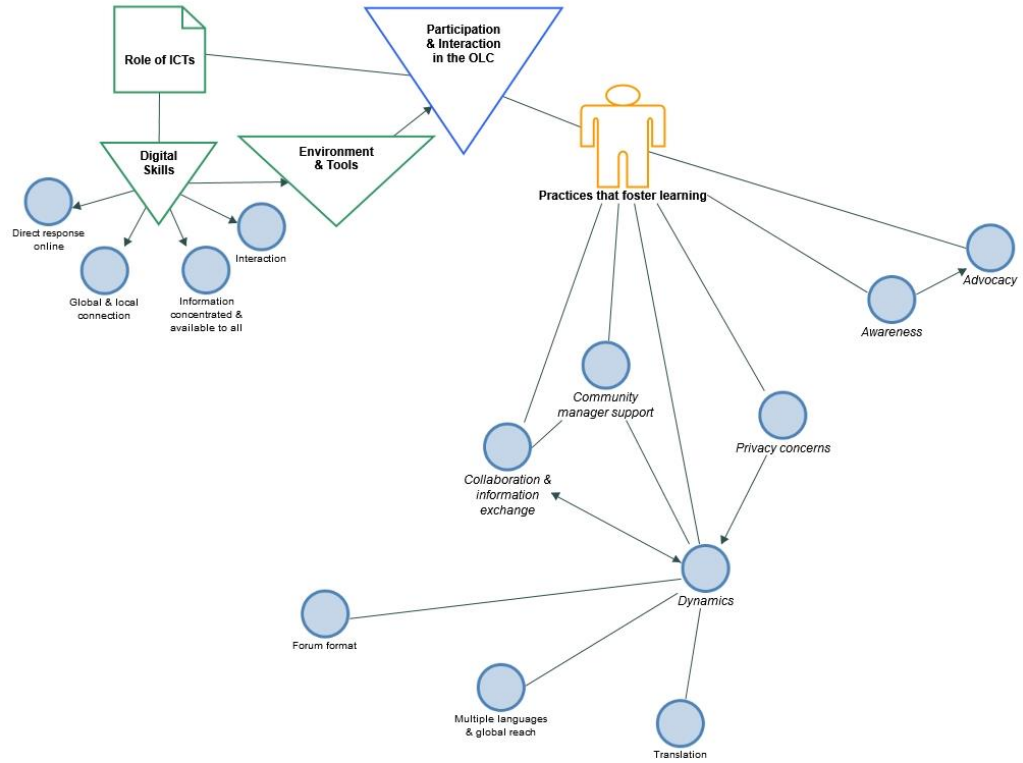 Participation
& Interaction
in the OLC
Role of ICTs
Digital
Skills
Environment
& Tools
Practices that foster learning
Direct response
online
Global & local
connection
Information
concentrated &
available to all
Interaction
Advocacy
Awareness
Community
manager support
Privacy concerns
Collaboration &
information
exchange
Dynamics
Forum format
Multiple languages
& global reach
Translation